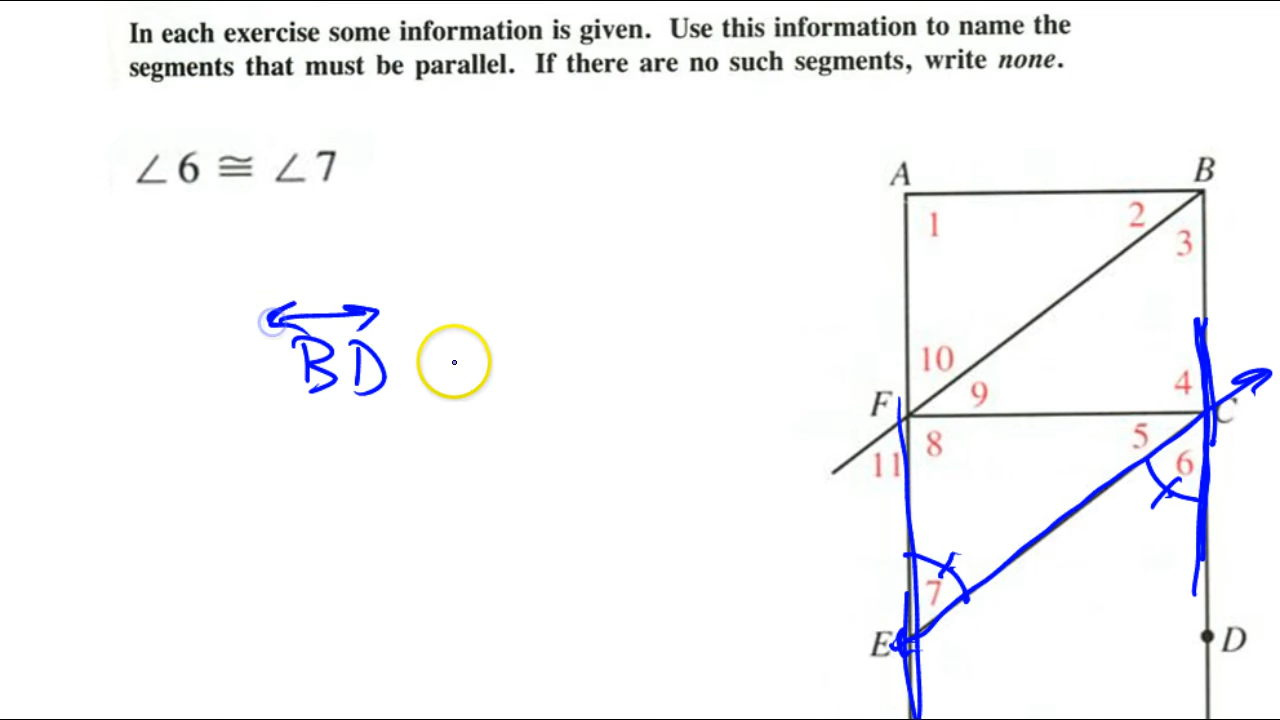 In each exercise some information is given. Use this information to name the
segments that must be parallel. If there are no such segments, write none.
∠6 ≅ ∠7
BD
A
B
1
2
3
10
9
4
F
C
8
5
11
6
7
E
D